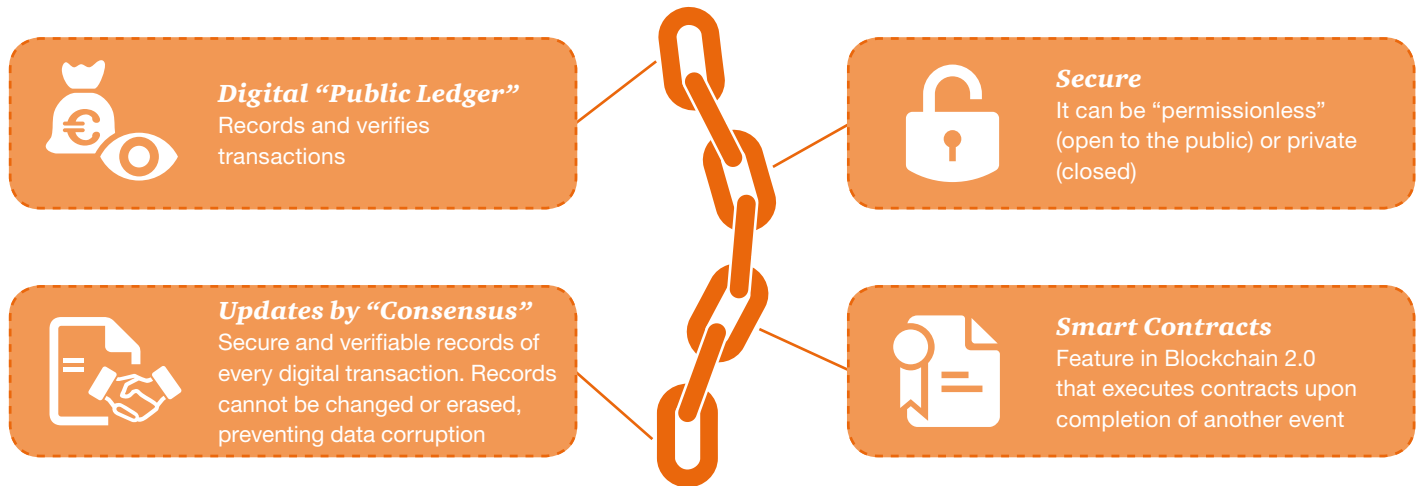 Digital “Public Ledger”
Records and verifies
transactions
Secure
It can be “permissionless”
(open to the public) or private
(closed)
Updates by “Consensus”
Secure and verifiable records of
every digital transaction. Records
cannot be changed or erased,
preventing data corruption
Smart Contracts
Feature in Blockchain 2.0
that executes contracts upon
completion of another event